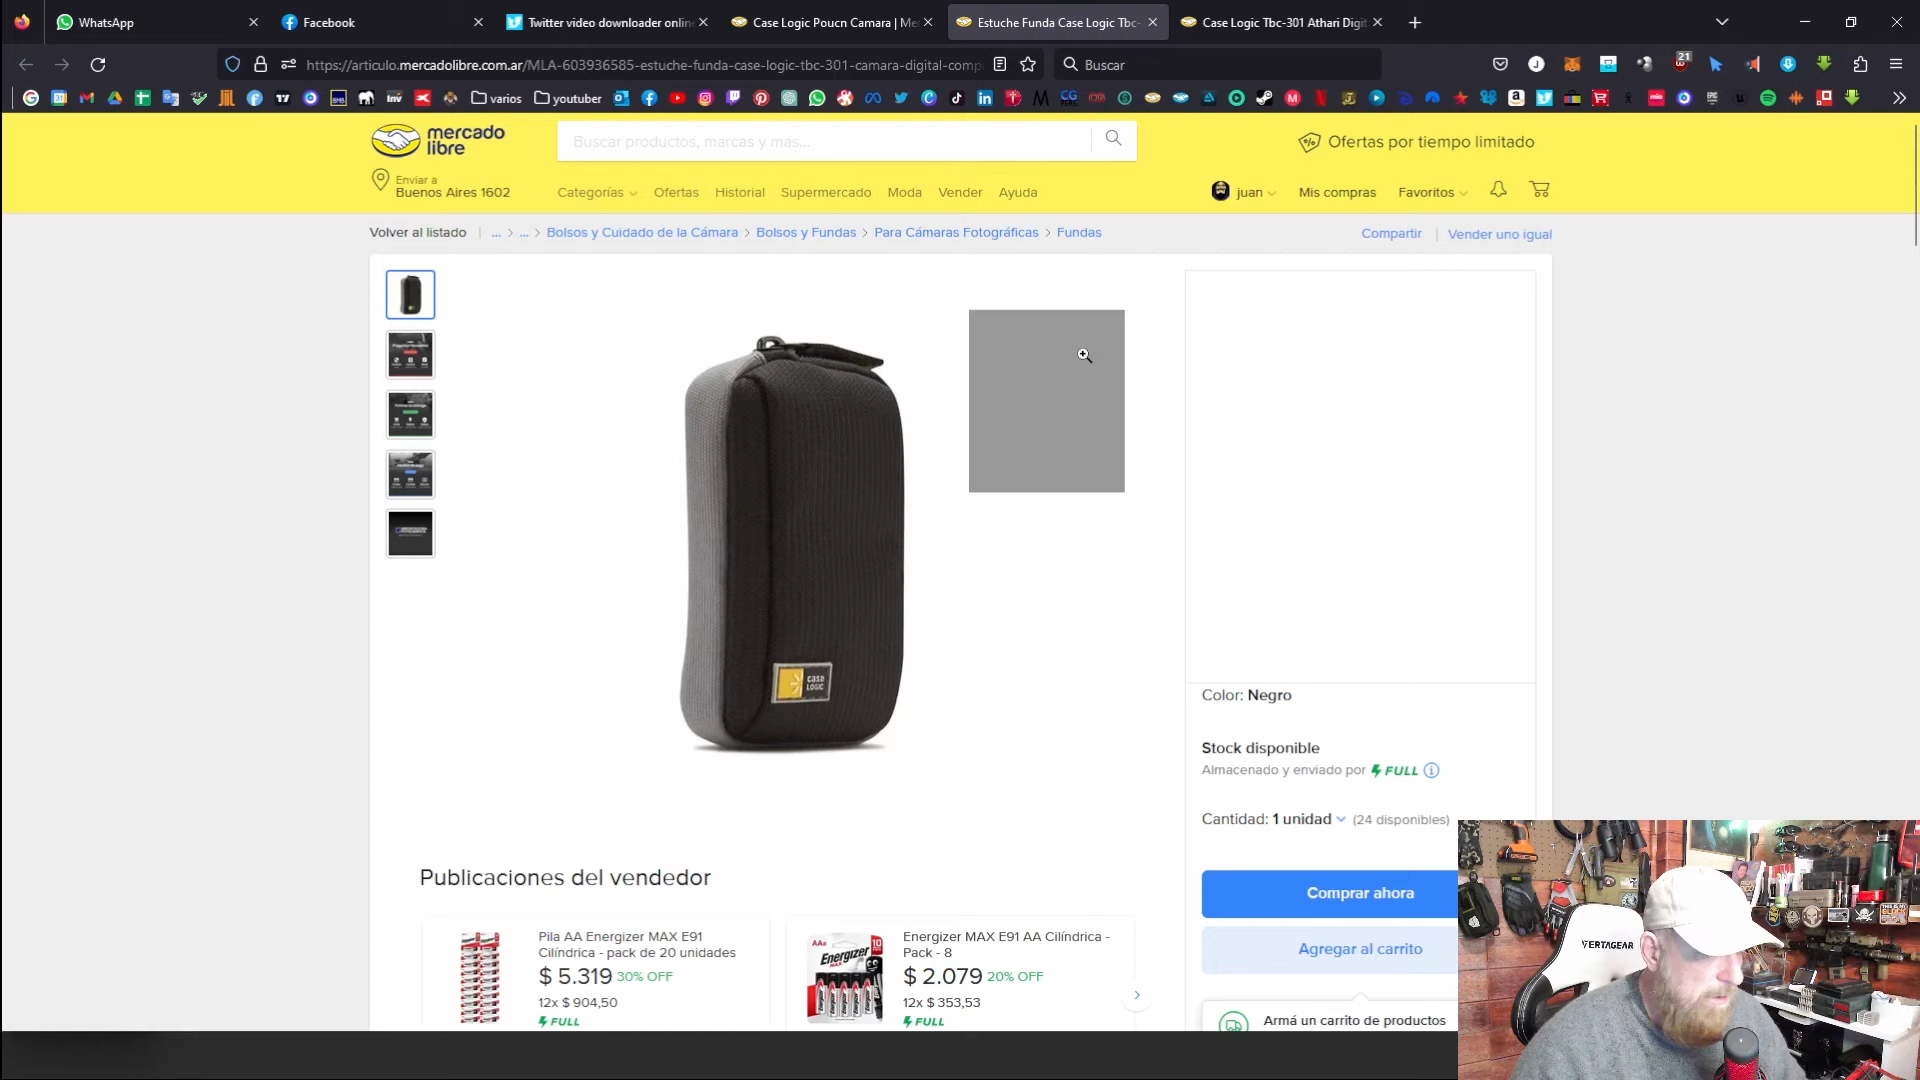 WhatsApp
Facebook
Twitter video downloader onlin
Case Logic Poucn Camara | Me
Estuche Funda Case Logic Tbc-
Case Logic Tbc-301 Athari Digit
https://articulo.mercadolibre.com.ar/MLA-603936585-estuche-funda-case-logic-tbc-301-camara-digital-comp
Buscar
21
varios
youtuber
mercado
libre
Buscar productos, marcas y más...
Ofertas por tiempo limitado
Enviar a
Buenos Aires 1602
Categorías
Ofertas
Historial
Supermercado
Moda
Vender
Ayuda
juan
Mis compras
Favoritos
Volver al listado | ... > ... > Bolsos y Cuidado de la Cámara > Bolsos y Fundas > Para Cámaras Fotográficas > Fundas
Compartir | Vender uno igual
case
LOGIC
Color: Negro
Stock disponible
Almacenado y enviado por FULL
Cantidad: 1 unidad (24 disponibles)
Comprar ahora
Agregar al carrito
Armá un carrito de productos
Publicaciones del vendedor
Pila AA Energizer MAX E91
Cilíndrica - pack de 20 unidades
$ 5.319 30% OFF
12x $ 904,50
FULL
Energizer MAX E91 AA Cilíndrica -
Pack - 8
$ 2.079 20% OFF
12x $ 353,53
FULL
Energizer
MAX
VERTAGEAR